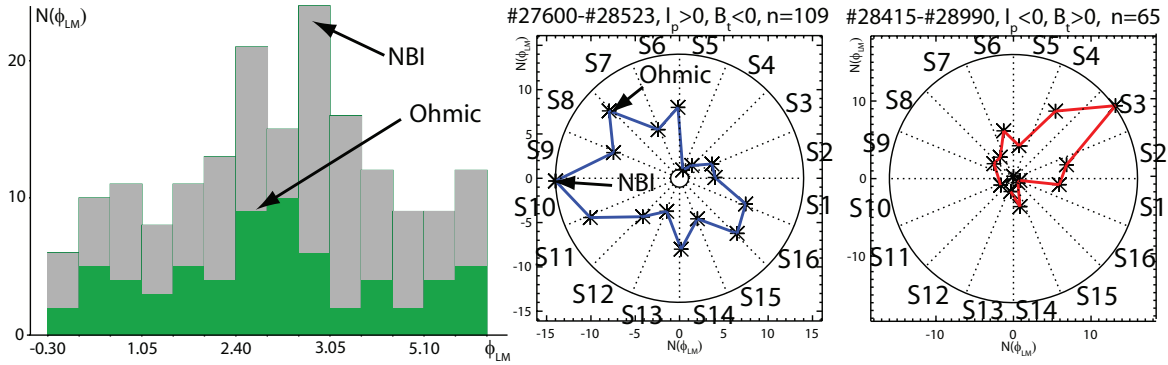 N(ϕLM)
20
10
0
-0.30
1.05
2.40
3.05
5.10
ϕLM
NBI
Ohmic
#27600-#28523, Ip>0, Bt<0, n=109
N(ϕLM)
10
5
0
-5
-10
-15
-15
-10
-5
0
5
10
15
N(ϕLM)
S6
S5
S7
S4
S8
S3
S9
S2
S10
S1
S11
S16
S12
S15
S13
S14
Ohmic
NBI
#28415-#28990, Ip<0, Bt>0, n=65
N(ϕLM)
10
0
-10
-10
0
10
N(ϕLM)
S6
S5
S7
S4
S8
S3
S9
S2
S10
S1
S11
S16
S12
S15
S13
S14